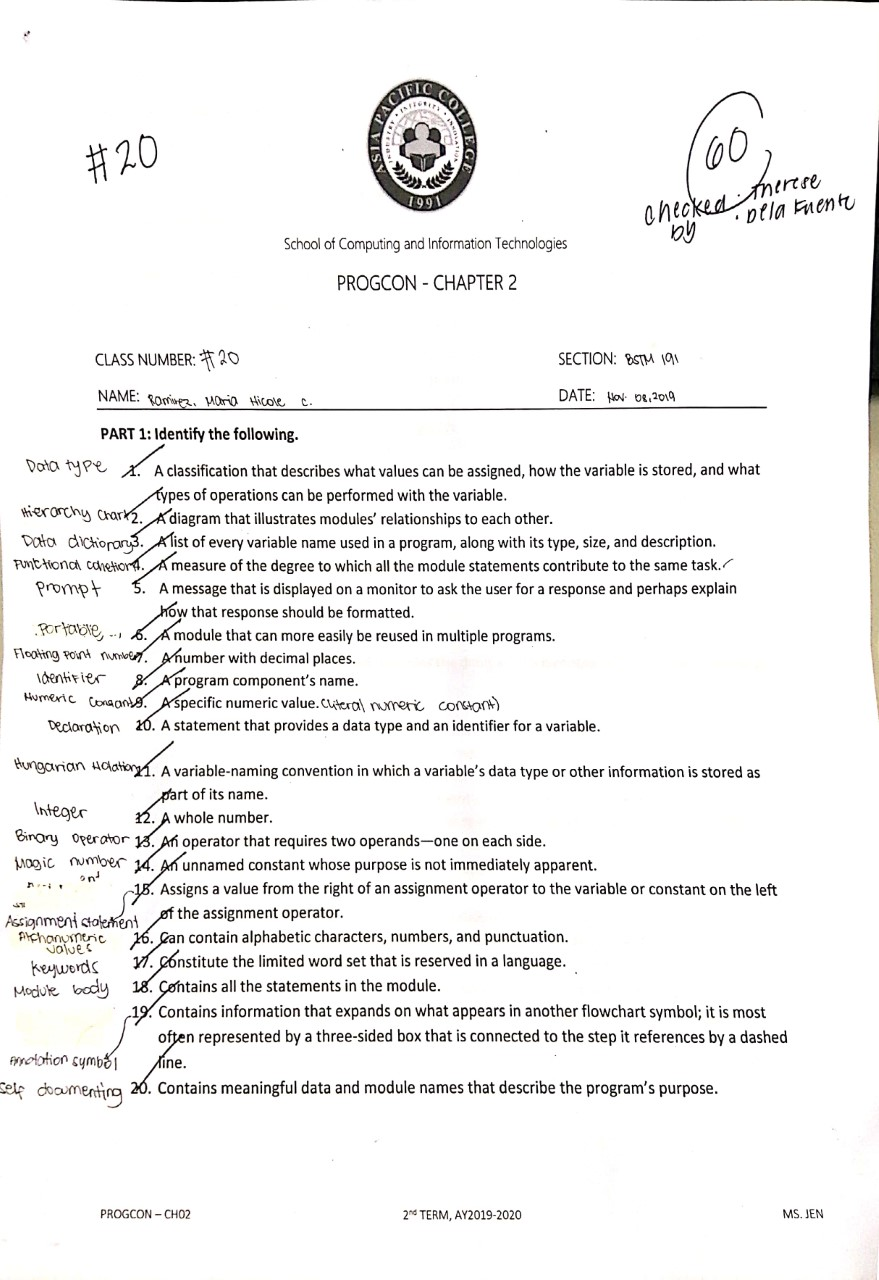 #20
60
checked by : Therese Dela Fuente
ASIA PACIFIC COLLEGE
INDUSTRY • INTEGRITY • INNOVATION
1991
School of Computing and Information Technologies
PROGCON - CHAPTER 2
CLASS NUMBER: #20 SECTION: BSTM 191
NAME: Ramirez, Maria Nicole C. DATE: Nov. 08, 2019
PART 1: Identify the following.
Data type 1. A classification that describes what values can be assigned, how the variable is stored, and what
types of operations can be performed with the variable.
Hierarchy chart 2. A diagram that illustrates modules' relationships to each other.
Data dictionary 3. A list of every variable name used in a program, along with its type, size, and description.
Functional cohesion 4. A measure of the degree to which all the module statements contribute to the same task.
Prompt 5. A message that is displayed on a monitor to ask the user for a response and perhaps explain
how that response should be formatted.
Portable 6. A module that can more easily be reused in multiple programs.
Floating point number 7. A number with decimal places.
Identifier 8. A program component's name.
Numeric 9. A specific numeric value. (literal numeric constant)
Declaration 10. A statement that provides a data type and an identifier for a variable.
Hungarian Notation 11. A variable-naming convention in which a variable's data type or other information is stored as
part of its name.
Integer
12. A whole number.
Binary Operator 13. An operator that requires two operands—one on each side.
Magic number 14. An unnamed constant whose purpose is not immediately apparent.
15. Assigns a value from the right of an assignment operator to the variable or constant on the left
Assignment statement of the assignment operator.
values 16. Can contain alphabetic characters, numbers, and punctuation.
Keywords 17. Constitute the limited word set that is reserved in a language.
Module body 18. Contains all the statements in the module.
19. Contains information that expands on what appears in another flowchart symbol; it is most
often represented by a three-sided box that is connected to the step it references by a dashed
Annotation symbol line.
Self documenting 20. Contains meaningful data and module names that describe the program's purpose.
PROGCON – CH02 2nd TERM, AY2019-2020 MS. JEN